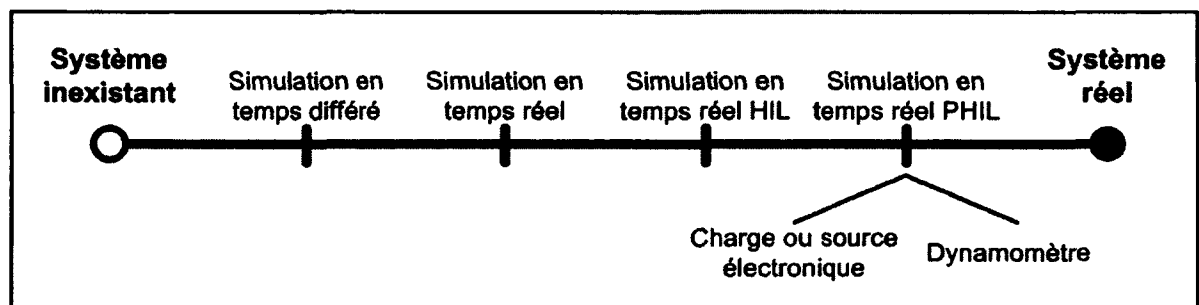 Système
inexistant
Simulation en
temps différé
Simulation en
temps réel
Simulation en
temps réel HIL
Simulation en
temps réel PHIL
Système
réel
Charge ou source
électronique
Dynamomètre